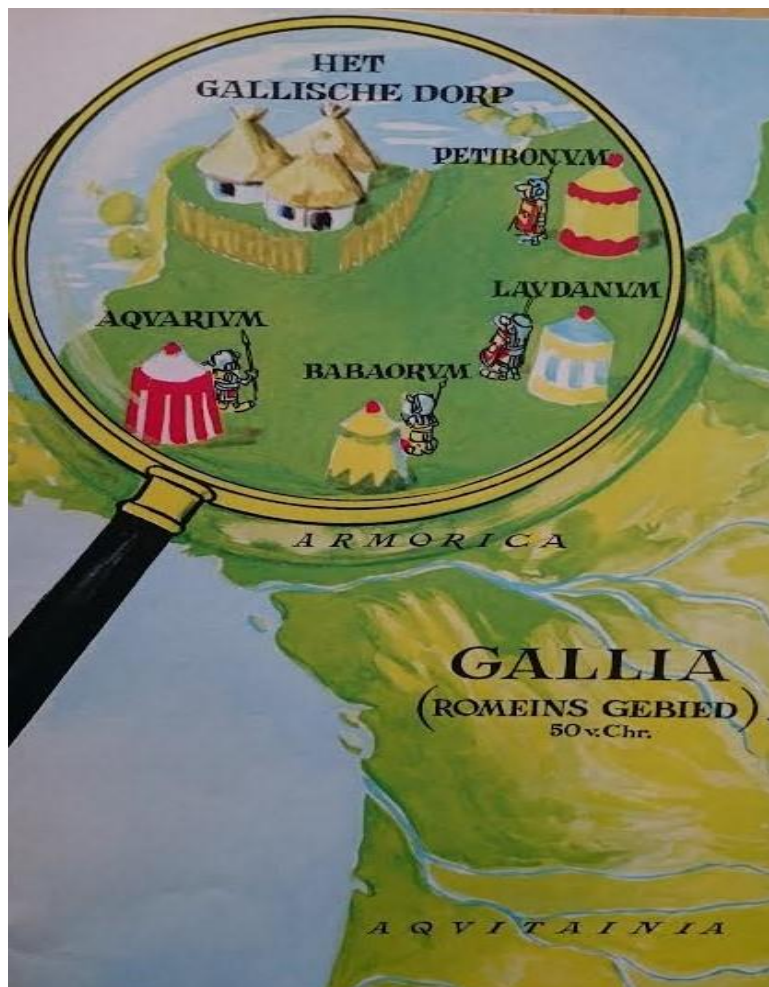 HET
GALLISCHE DORP
PETIBONVM
LAVDANVM
AQVARIVM
BABAORVM
ARMORICA
GALLIA
(ROMEINS GEBIED)
50 v. Chr.
AQVITAINIA